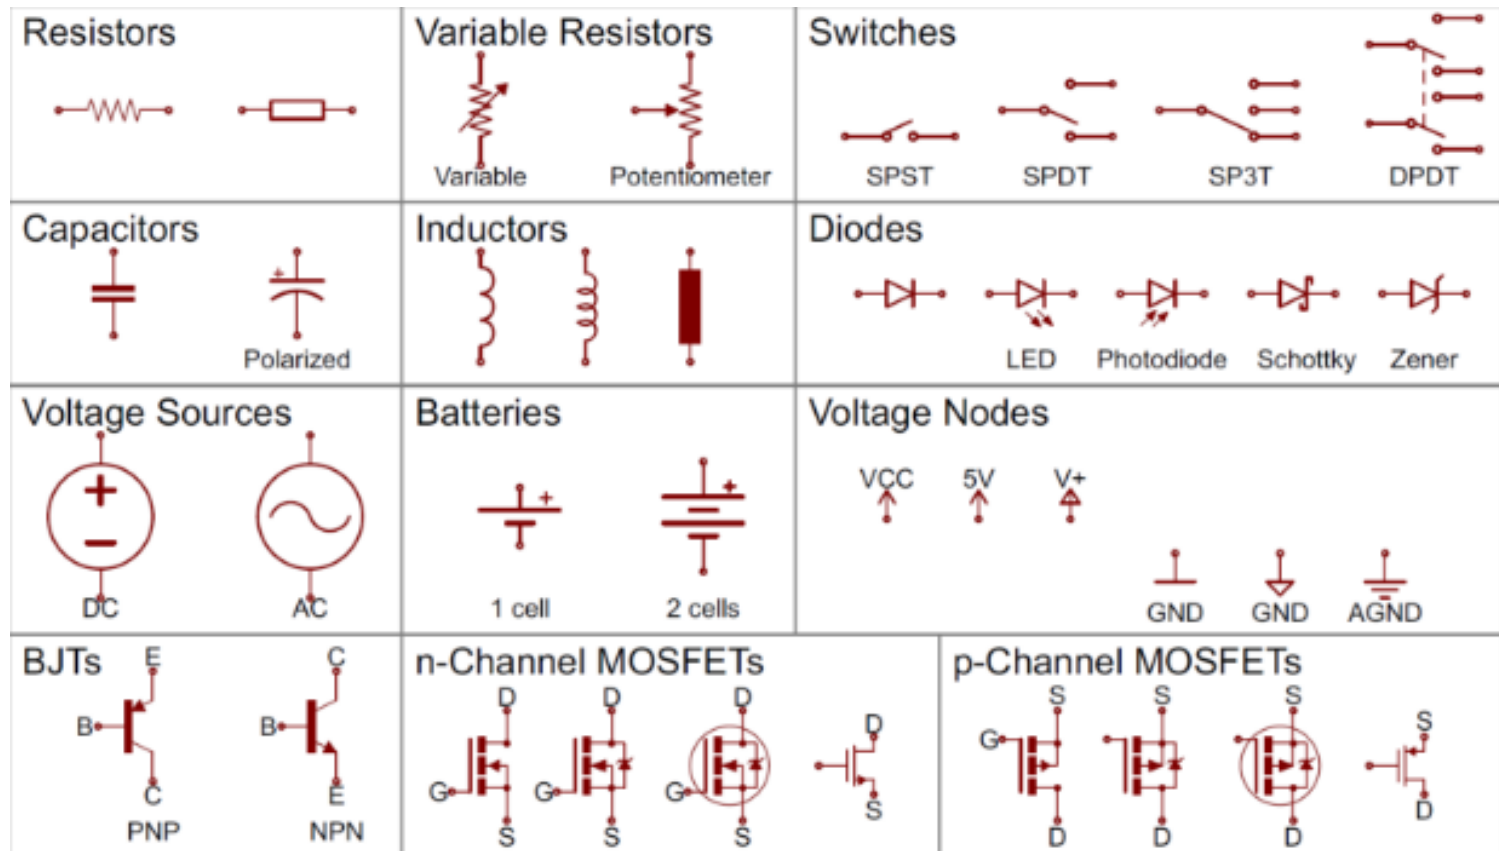 Resistors
Variable Resistors
Variable
Potentiometer
Switches
SPST
SPDT
SP3T
DPDT
Capacitors
+
Polarized
Inductors
Diodes
LED
Photodiode
Schottky
Zener
Voltage Sources
DC
AC
Batteries
+
1 cell
+
2 cells
Voltage Nodes
VCC
5V
V+
GND
GND
AGND
BJTs
E
B
C
PNP
C
B
E
NPN
n-Channel MOSFETs
D
G
S
D
G
S
D
G
S
D
S
p-Channel MOSFETs
S
G
D
S
D
S
D
S
D